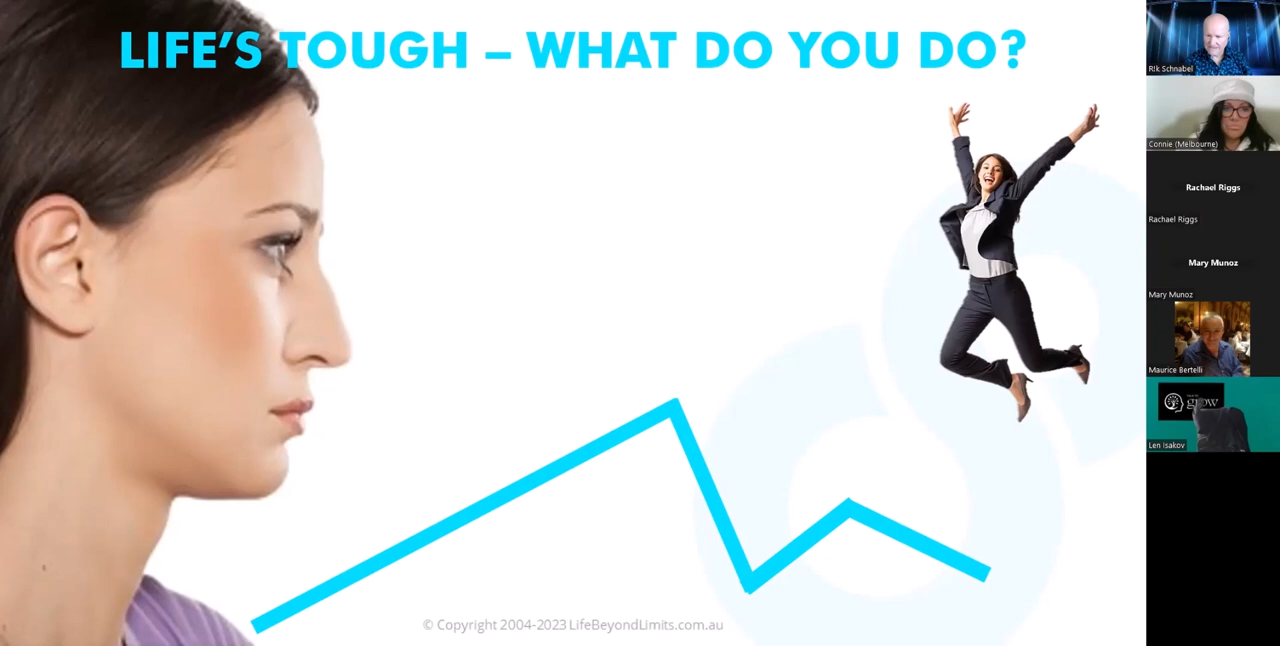 LIFE'S TOUGH – WHAT DO YOU DO?
© Copyright 2004-2023 LifeBeyondLimits.com.au
R!k Schnabel
Connie (Melbourne)
Rachael Riggs
Rachael Riggs
Mary Munoz
Mary Munoz
Maurice Bertelli
grow
Len Isakov